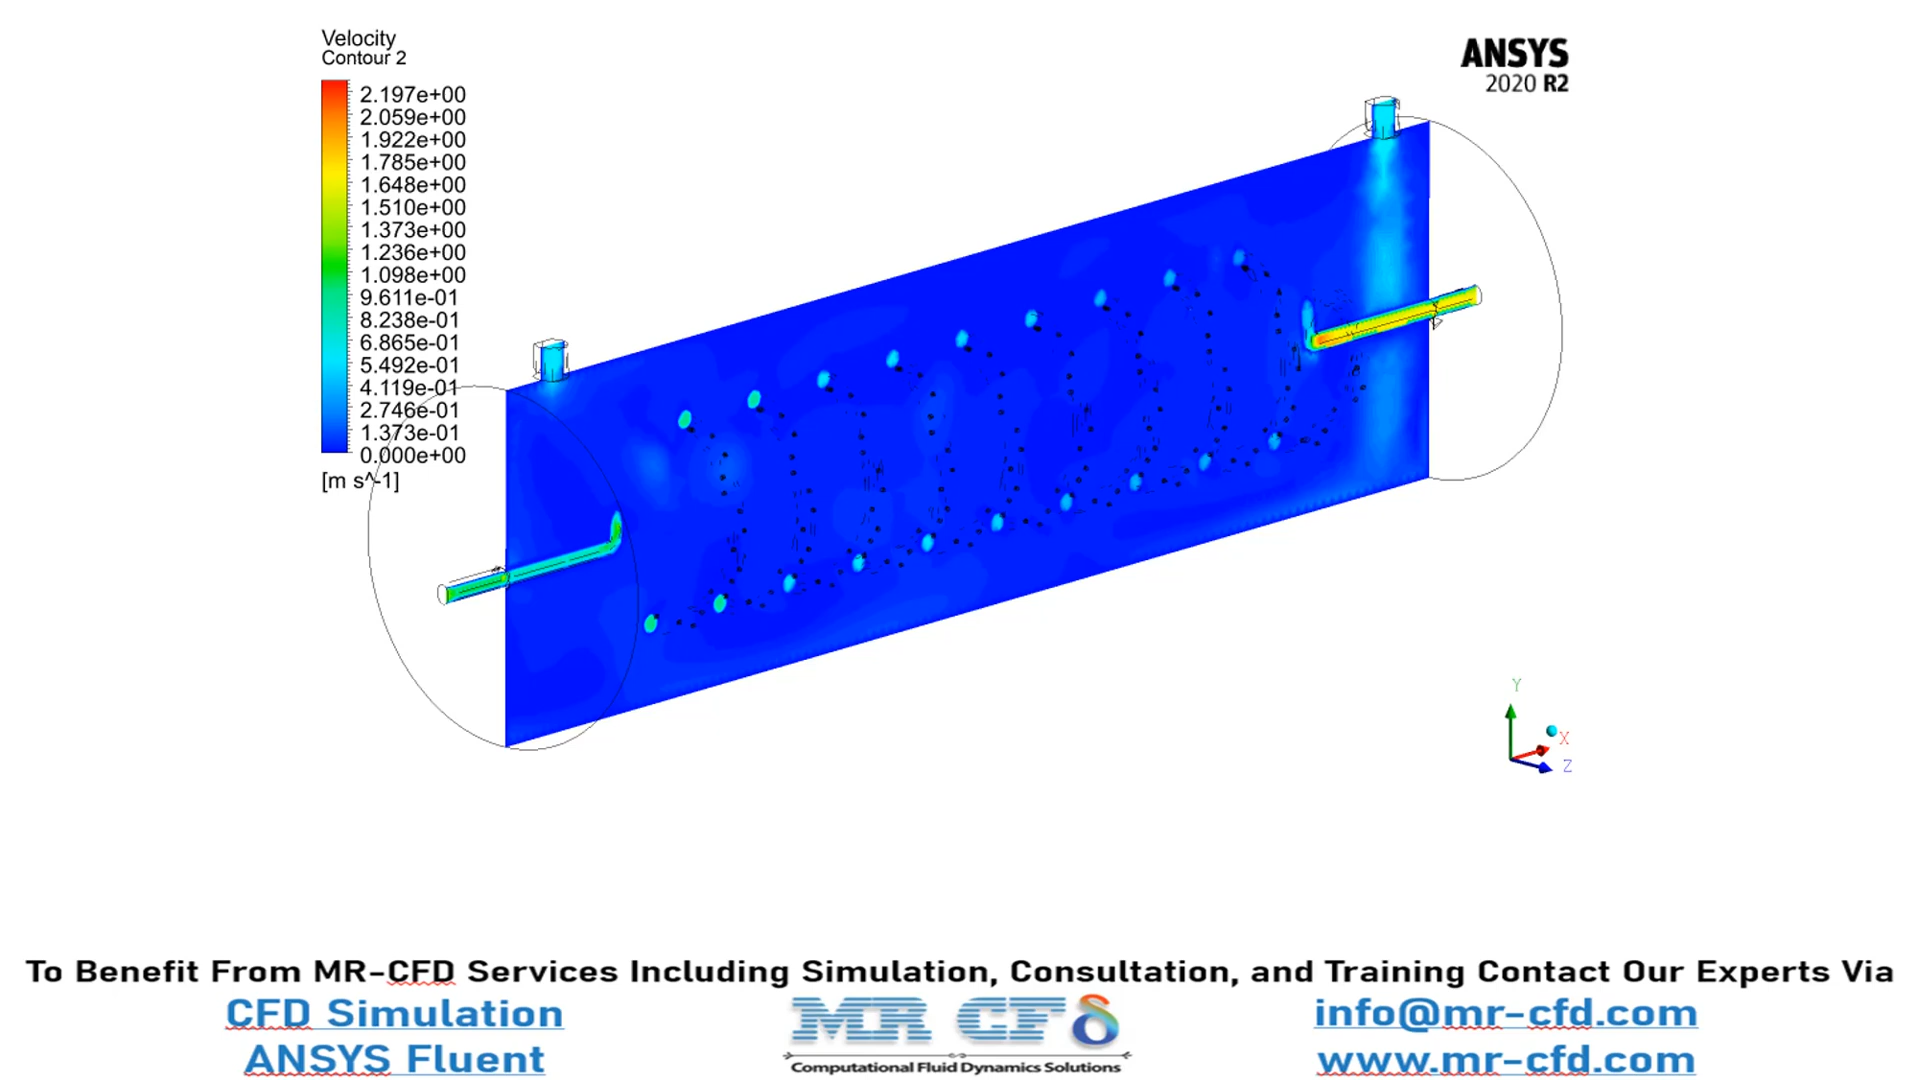 Velocity
Contour 2
ANSYS
2020 R2
2.197e+00
2.059e+00
1.922e+00
1.785e+00
1.648e+00
1.510e+00
1.373e+00
1.236e+00
1.098e+00
9.611e-01
8.238e-01
6.865e-01
5.492e-01
4.119e-01
2.746e-01
1.373e-01
0.000e+00
[m s^-1]
Y
X
Z
To Benefit From MR-CFD Services Including Simulation, Consultation, and Training Contact Our Experts Via
CFD Simulation
ANSYS Fluent
MR CFδ
Computational Fluid Dynamics Solutions
info@mr-cfd.com
www.mr-cfd.com